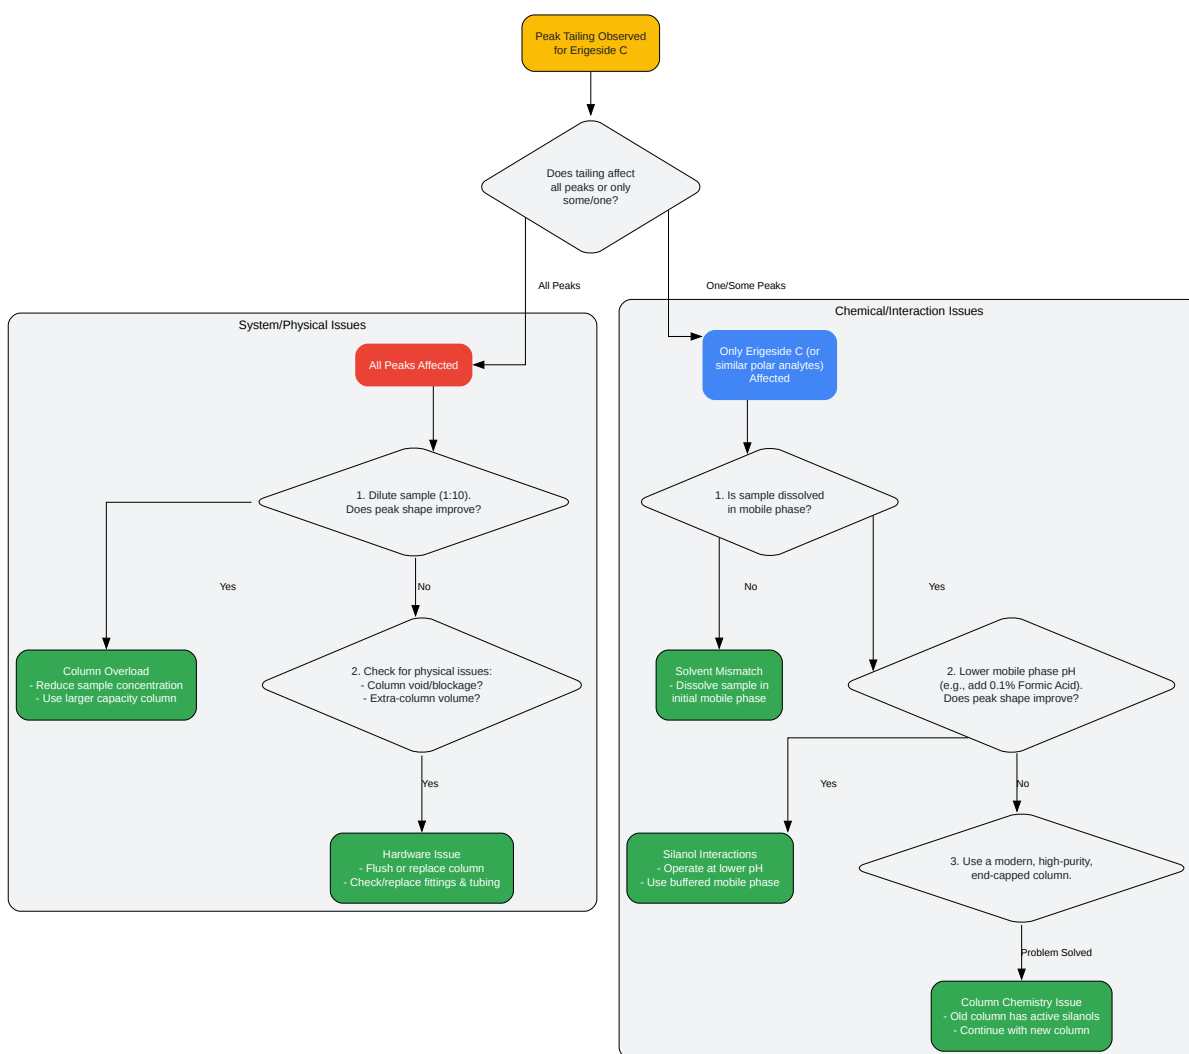 Peak Tailing Observed
for Erigeside C
Does tailing affect
all peaks or only
some/one?
All Peaks
One/Some Peaks
System/Physical Issues
All Peaks Affected
1. Dilute sample (1:10).
Does peak shape improve?
Yes
No
Column Overload
- Reduce sample concentration
- Use larger capacity column
2. Check for physical issues:
- Column void/blockage?
- Extra-column volume?
Yes
Hardware Issue
- Flush or replace column
- Check/replace fittings & tubing
Chemical/Interaction Issues
Only Erigeside C (or
similar polar analytes)
Affected
1. Is sample dissolved
in mobile phase?
No
Yes
Solvent Mismatch
- Dissolve sample in
initial mobile phase
2. Lower mobile phase pH
(e.g., add 0.1% Formic Acid).
Does peak shape improve?
Yes
No
Silanol Interactions
- Operate at lower pH
- Use buffered mobile phase
3. Use a modern, high-purity,
end-capped column.
Problem Solved
Column Chemistry Issue
- Old column has active silanols
- Continue with new column